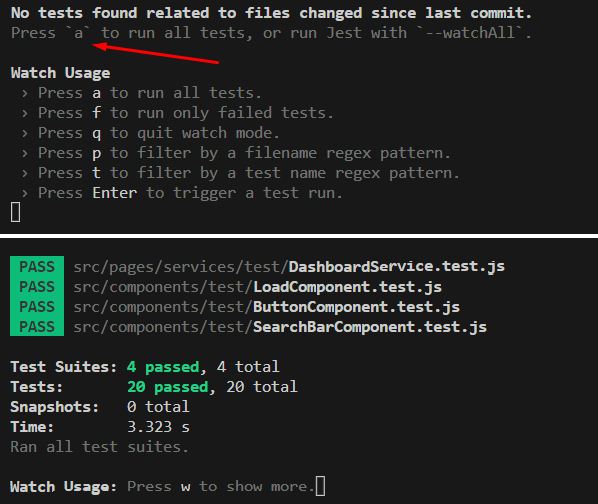 No tests found related to files changed since last commit.
Press `a` to run all tests, or run Jest with `--watchAll`.
Watch Usage
› Press a to run all tests.
› Press f to run only failed tests.
› Press q to quit watch mode.
› Press p to filter by a filename regex pattern.
› Press t to filter by a test name regex pattern.
› Press Enter to trigger a test run.
PASS src/pages/services/test/DashboardService.test.js
PASS src/components/test/LoadComponent.test.js
PASS src/components/test/ButtonComponent.test.js
PASS src/components/test/SearchBarComponent.test.js
Test Suites: 4 passed, 4 total
Tests: 20 passed, 20 total
Snapshots: 0 total
Time: 3.323 s
Ran all test suites.
Watch Usage: Press w to show more.